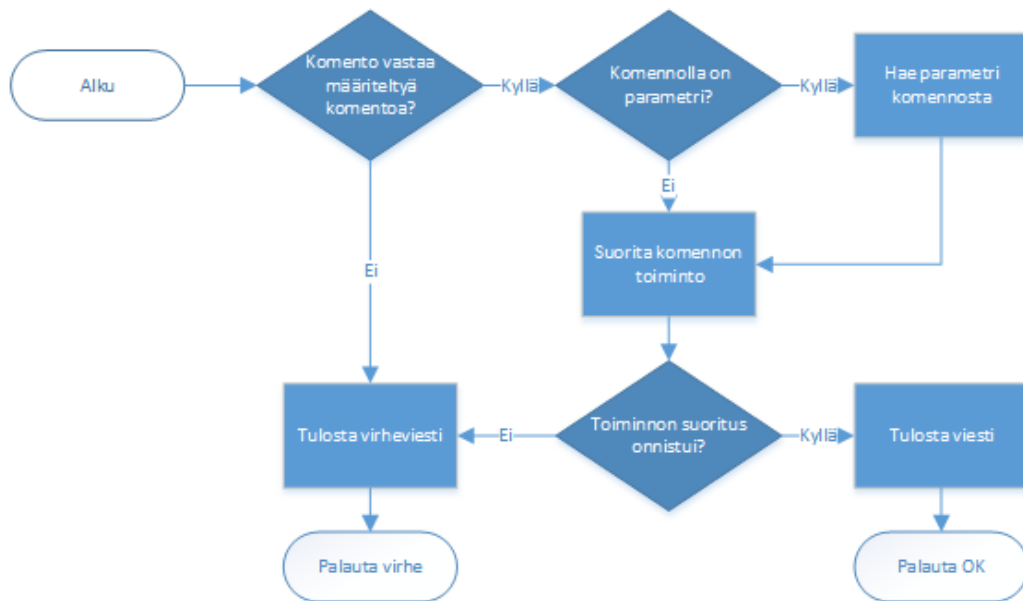 Alku
Komento vastaa
määriteltyä
komentoa?
Kyllä
Komennolla on
parametri?
Kyllä
Hae parametri
komennosta
Ei
Suorita komennon
toiminto
Ei
Tulosta virheviesti
Ei
Toiminnon suoritus
onnistui?
Kyllä
Tulosta viesti
Palauta virhe
Palauta OK